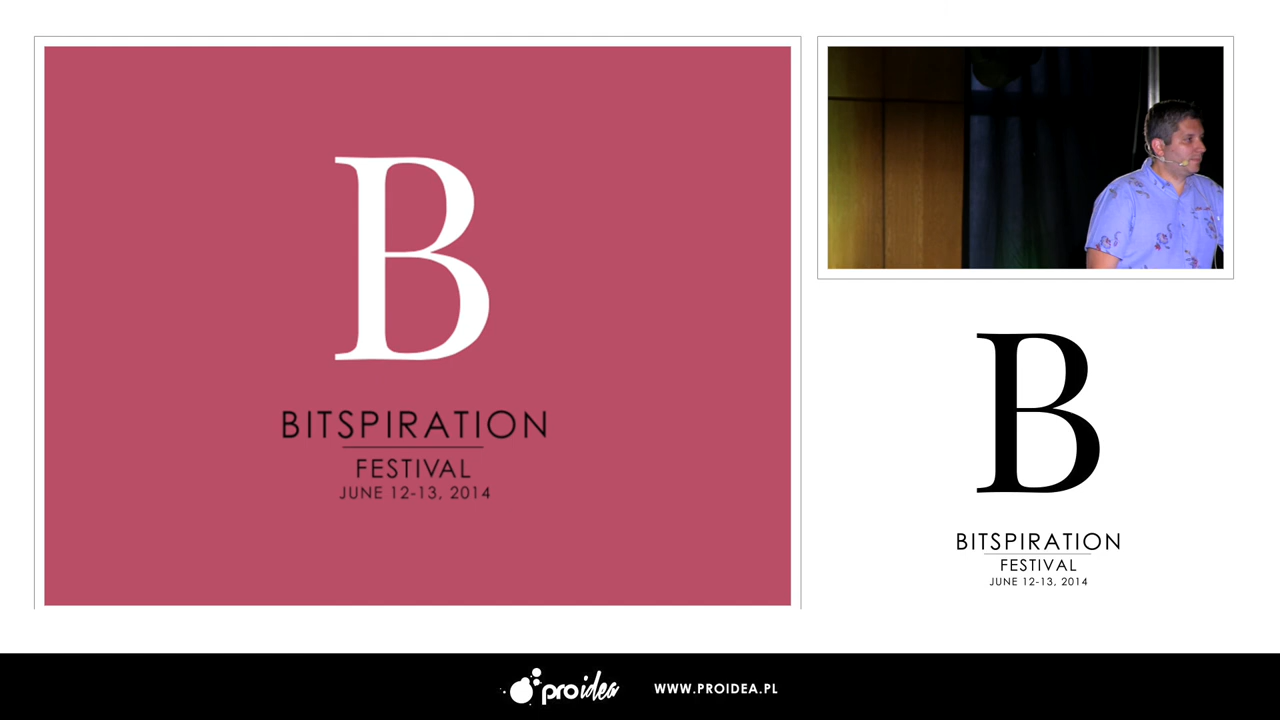 B
BITSPIRATION
FESTIVAL
JUNE 12-13, 2014
B
BITSPIRATION
FESTIVAL
JUNE 12-13, 2014
proidea
WWW.PROIDEA.PL